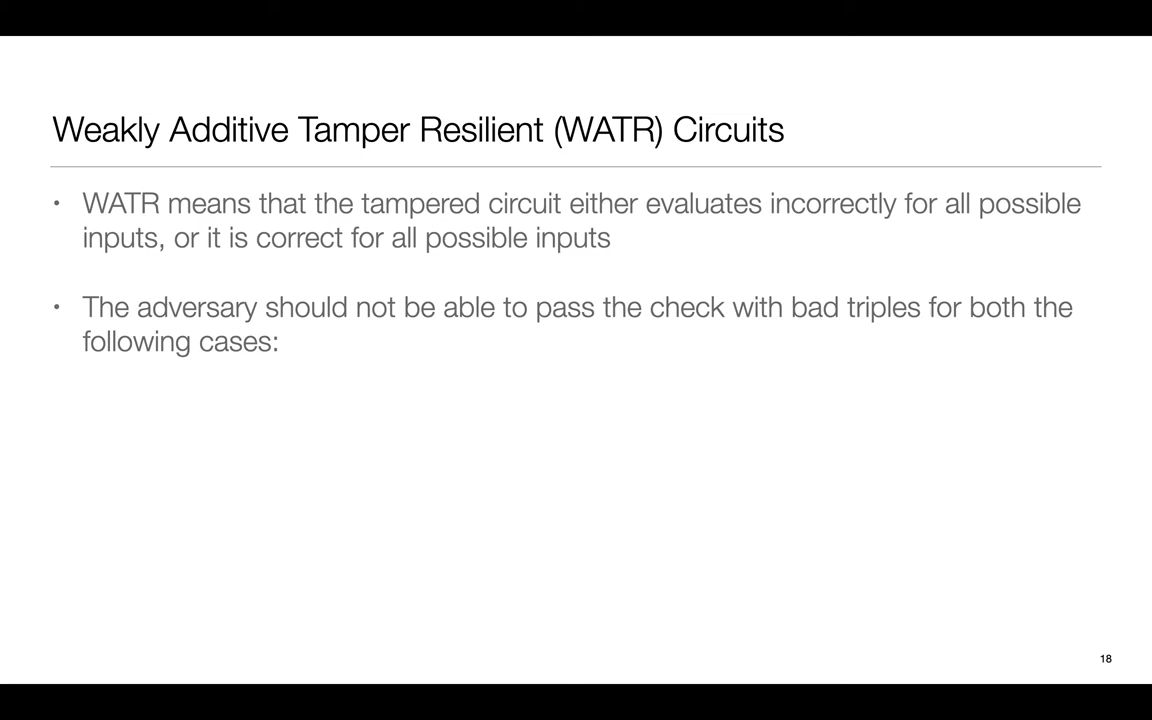 Weakly Additive Tamper Resilient (WATR) Circuits
• WATR means that the tampered circuit either evaluates incorrectly for all possible
inputs, or it is correct for all possible inputs
• The adversary should not be able to pass the check with bad triples for both the
following cases:
18